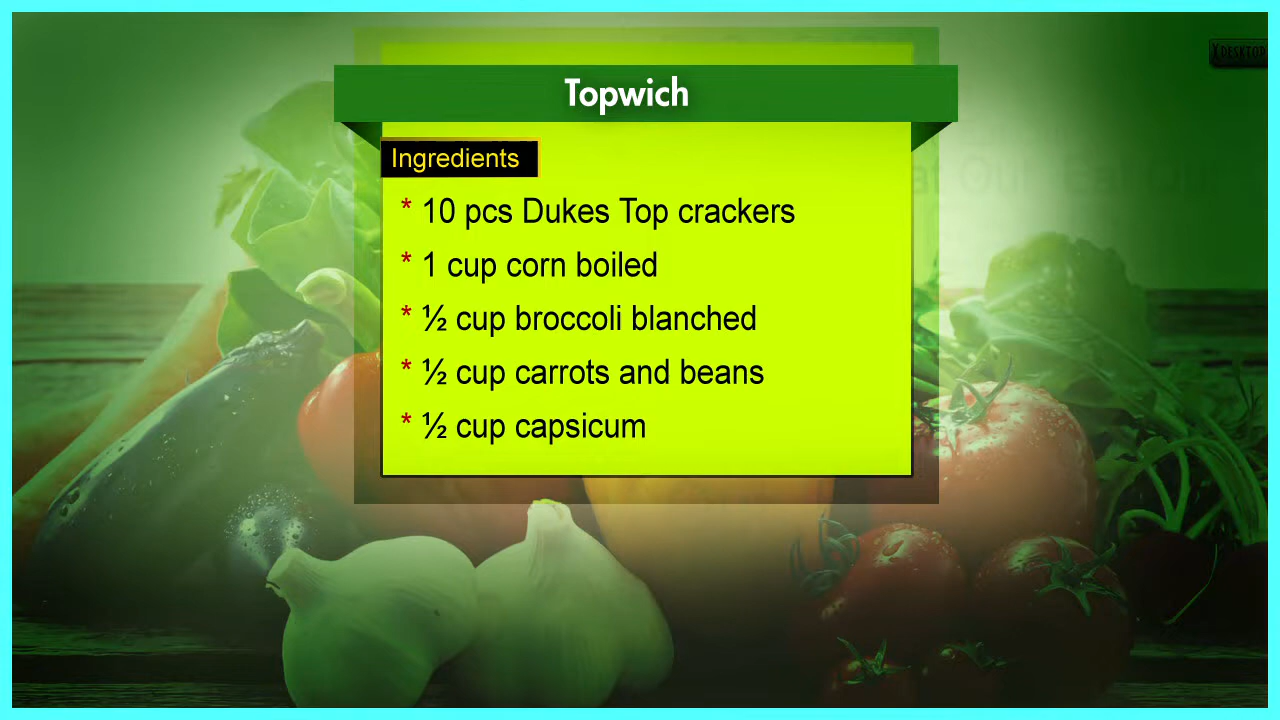 XDESKTOP
Topwich
Ingredients
* 10 pcs Dukes Top crackers
* 1 cup corn boiled
* ½ cup broccoli blanched
* ½ cup carrots and beans
* ½ cup capsicum